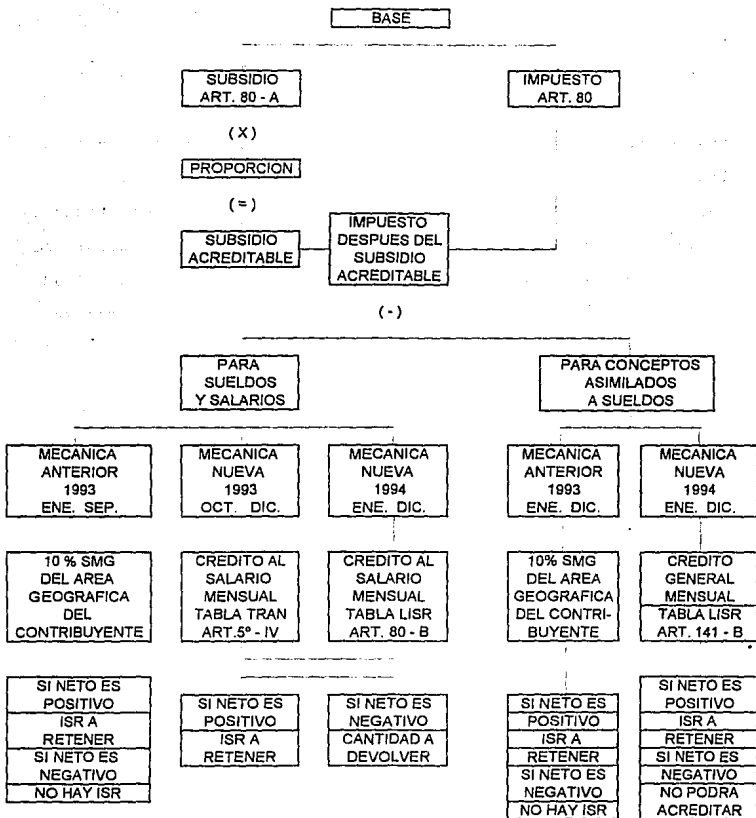 BASE
SUBSIDIO
ART. 80 - A
IMPUESTO
ART. 80
(X)
PROPORCION
(=)
SUBSIDIO
ACREDITABLE
IMPUESTO
DESPUES DEL
SUBSIDIO
ACREDITABLE
(-)
PARA
SUELDOS
Y SALARIOS
PARA CONCEPTOS
ASIMILADOS
A SUELDOS
MECANICA
ANTERIOR
1993
ENE. SEP.
MECANICA
NUEVA
1993
OCT. DIC.
MECANICA
NUEVA
1994
ENE. DIC.
MECANICA
ANTERIOR
1993
ENE. DIC.
MECANICA
NUEVA
1994
ENE. DIC.
10 % SMG
DEL AREA
GEOGRAFICA
DEL
CONTRIBUYENTE
CREDITO AL
SALARIO
MENSUAL
TABLA TRAN
ART.5º - IV
CREDITO AL
SALARIO
MENSUAL
TABLA LISR
ART. 80 - B
10% SMG
DEL AREA
GEOGRAFICA
DEL CONTRI-
BUYENTE
CREDITO
GENERAL
MENSUAL
TABLA LISR
ART. 141 - B
SI NETO ES
POSITIVO
ISR A
RETENER
SI NETO ES
NEGATIVO
NO HAY ISR
SI NETO ES
POSITIVO
ISR A
RETENER
SI NETO ES
NEGATIVO
CANTIDAD A
DEVOLVER
SI NETO ES
POSITIVO
ISR A
RETENER
SI NETO ES
NEGATIVO
NO HAY ISR
SI NETO ES
POSITIVO
ISR A
RETENER
SI NETO ES
NEGATIVO
NO PODRA
ACREDITAR